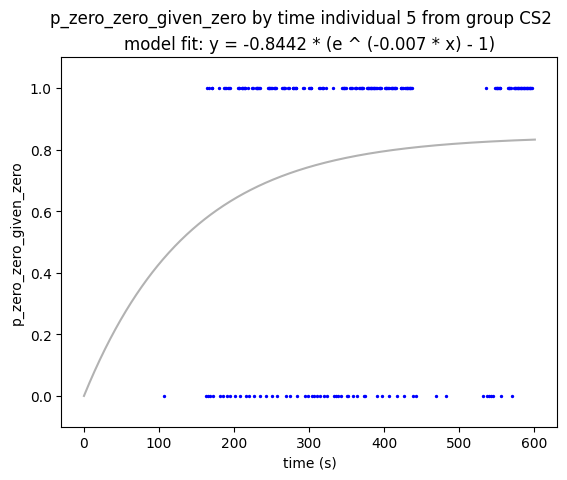 p_zero_zero_given_zero by time individual 5 from group CS2
model fit: y = -0.8442 * (e ^ (-0.007 * x) - 1)
1.0
0.8
0.6
0.4
0.2
0.0
p_zero_zero_given_zero
0 100 200 300 400 500 600
time (s)